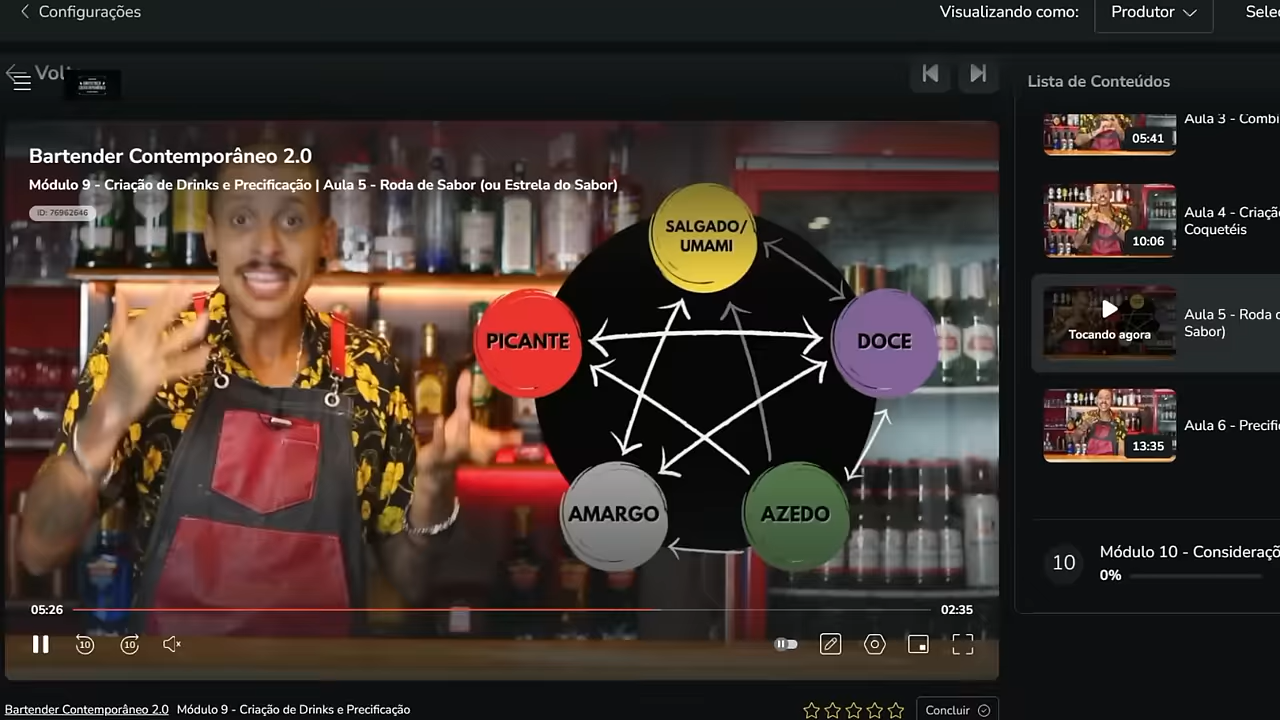 Configurações
Visualizando como:
Produtor
Sele
Vol
Lista de Conteúdos
Bartender Contemporâneo 2.0
Módulo 9 - Criação de Drinks e Precificação | Aula 5 - Roda de Sabor (ou Estrela do Sabor)
ID: 76962646
SALGADO/
UMAMI
PICANTE
DOCE
AMARGO
AZEDO
05:26
02:35
10
10
Aula 3 - Combi
05:41
Aula 4 - Criaçã
Coquetéis
10:06
Aula 5 - Roda d
Sabor)
Tocando agora
Aula 6 - Precifi
13:35
10
Módulo 10 - Consideraçõ
0%
Bartender Contemporâneo 2.0
Módulo 9 - Criação de Drinks e Precificação
Concluir